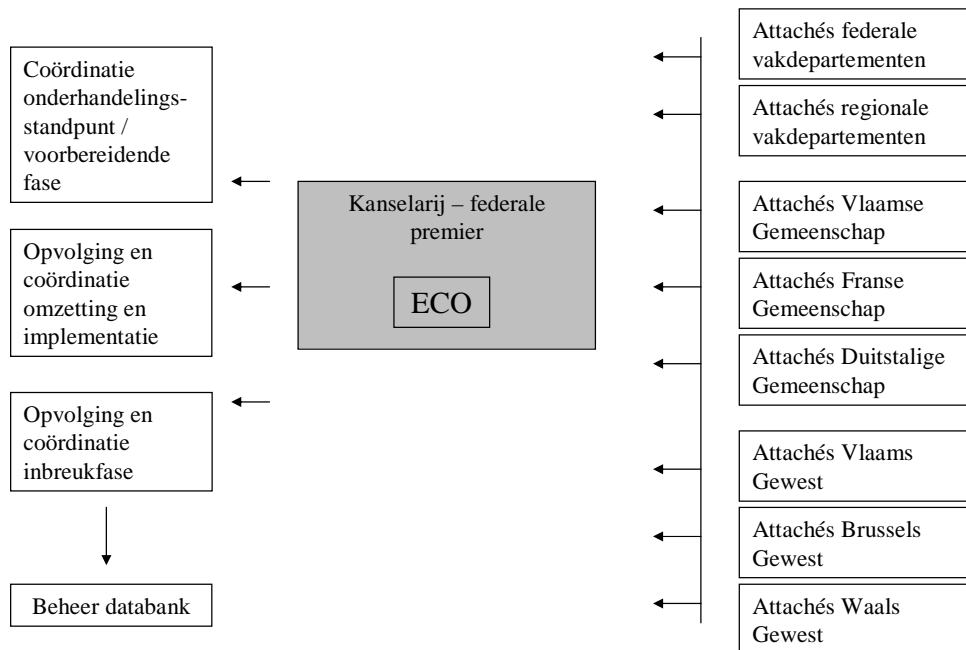 Coördinatie
onderhandelings-
standpunt /
voorbereidende
fase
Opvolging en
coördinatie
omzetting en
implementatie
Opvolging en
coördinatie
inbreukfase
Beheer databank
Kanselarij – federale
premier
ECO
Attachés federale
vakdepartementen
Attachés regionale
vakdepartementen
Attachés Vlaamse
Gemeenschap
Attachés Franse
Gemeenschap
Attachés Duitstalige
Gemeenschap
Attachés Vlaams
Gewest
Attachés Brussels
Gewest
Attachés Waals
Gewest